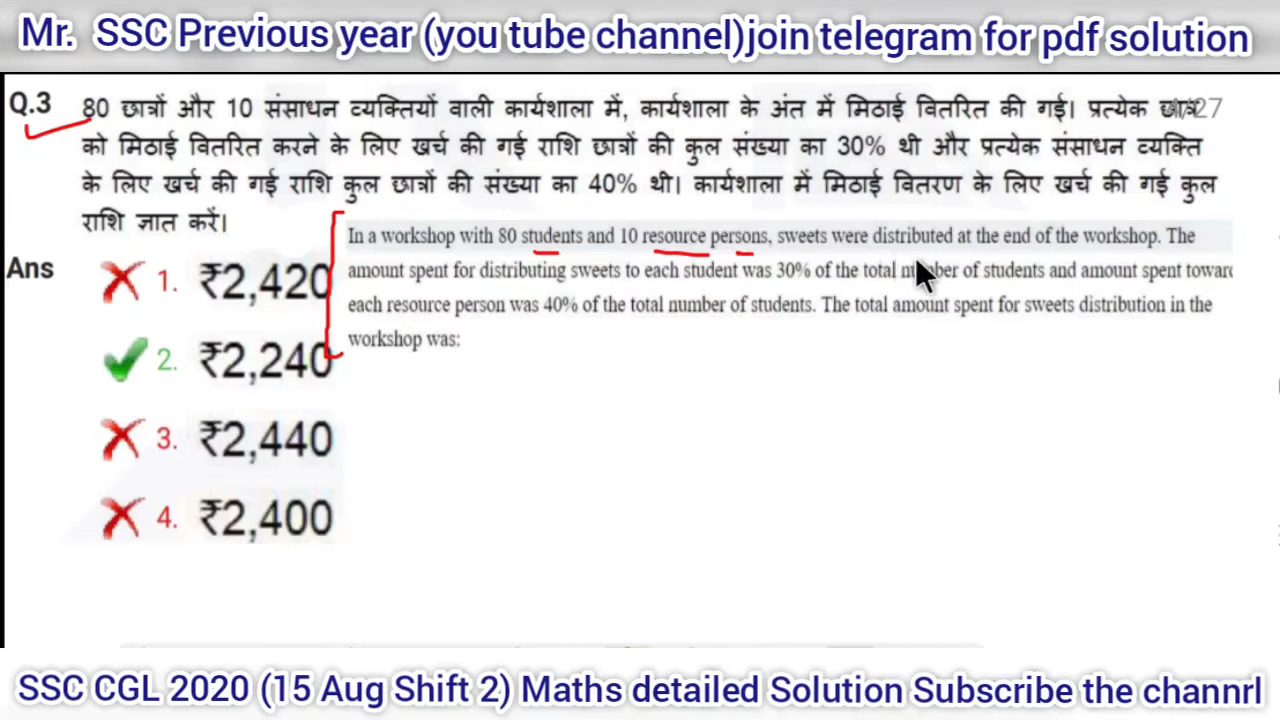 Mr. SSC Previous year (you tube channel)join telegram for pdf solution
Q.3 80 छात्रों और 10 संसाधन व्यक्तियों वाली कार्यशाला में, कार्यशाला के अंत में मिठाई वितरित की गई। प्रत्येक छात्र
को मिठाई वितरित करने के लिए खर्च की गई राशि छात्रों की कुल संख्या का 30% थी और प्रत्येक संसाधन व्यक्ति
के लिए खर्च की गई राशि कुल छात्रों की संख्या का 40% थी। कार्यशाला में मिठाई वितरण के लिए खर्च की गई कुल
राशि ज्ञात करें।
In a workshop with 80 students and 10 resource persons, sweets were distributed at the end of the workshop. The
amount spent for distributing sweets to each student was 30% of the total number of students and amount spent towar
each resource person was 40% of the total number of students. The total amount spent for sweets distribution in the
workshop was:
Ans 1. ₹2,420
2. ₹2,240
3. ₹2,440
4. ₹2,400
SSC CGL 2020 (15 Aug Shift 2) Maths detailed Solution Subscribe the channrl